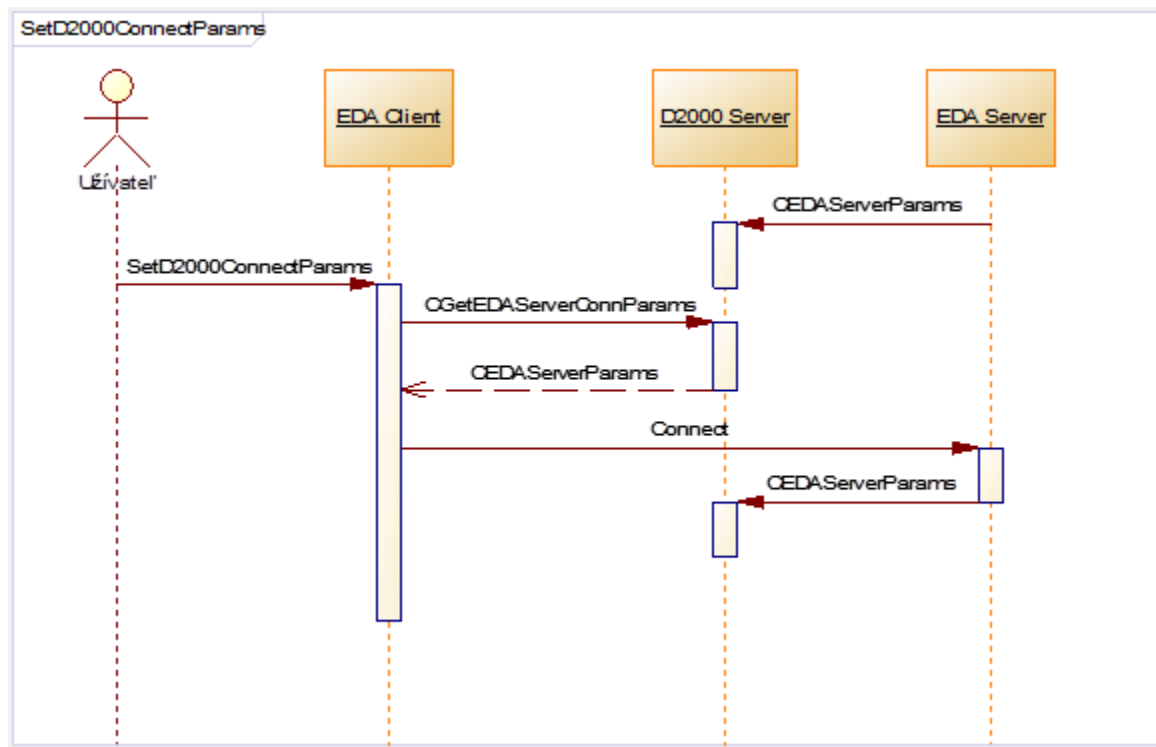 SetD2000ConnectParams
Užívateľ
EDA Client
D2000 Server
EDA Server
CEDAServerParams
SetD2000ConnectParams
CGetEDAServerConnParams
CEDAServerParams
Connect
CEDAServerParams